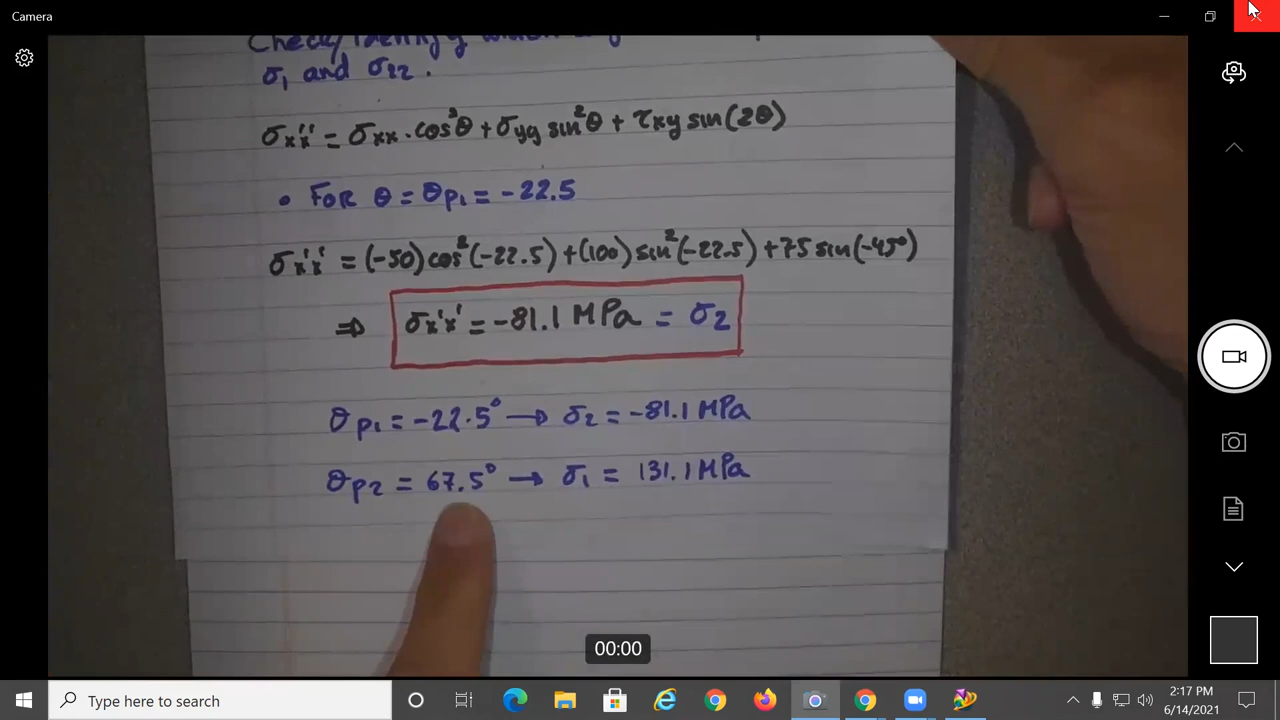 Camera
σ1 and σ22.
σx'x' = σxx · cos²θ + σyy sin²θ + τxy sin(2θ)
• FOR θ = θp1 = -22.5
σx'x' = (-50) cos²(-22.5) + (100) sin²(-22.5) + 75 sin(-45°)
⇒ σx'x' = -81.1 MPa = σ2
θp1 = -22.5° → σ2 = -81.1 MPa
θp2 = 67.5° → σ1 = 131.1 MPa
00:00
Type here to search
2:17 PM
6/14/2021